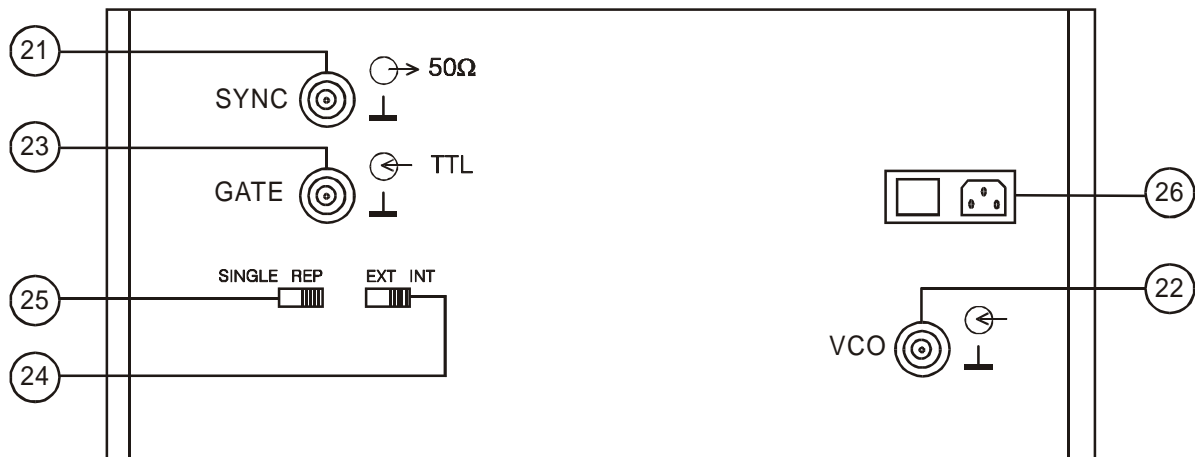 21
50Ω
SYNC
23
TTL
GATE
26
SINGLE REP
EXT INT
25
22
VCO
24